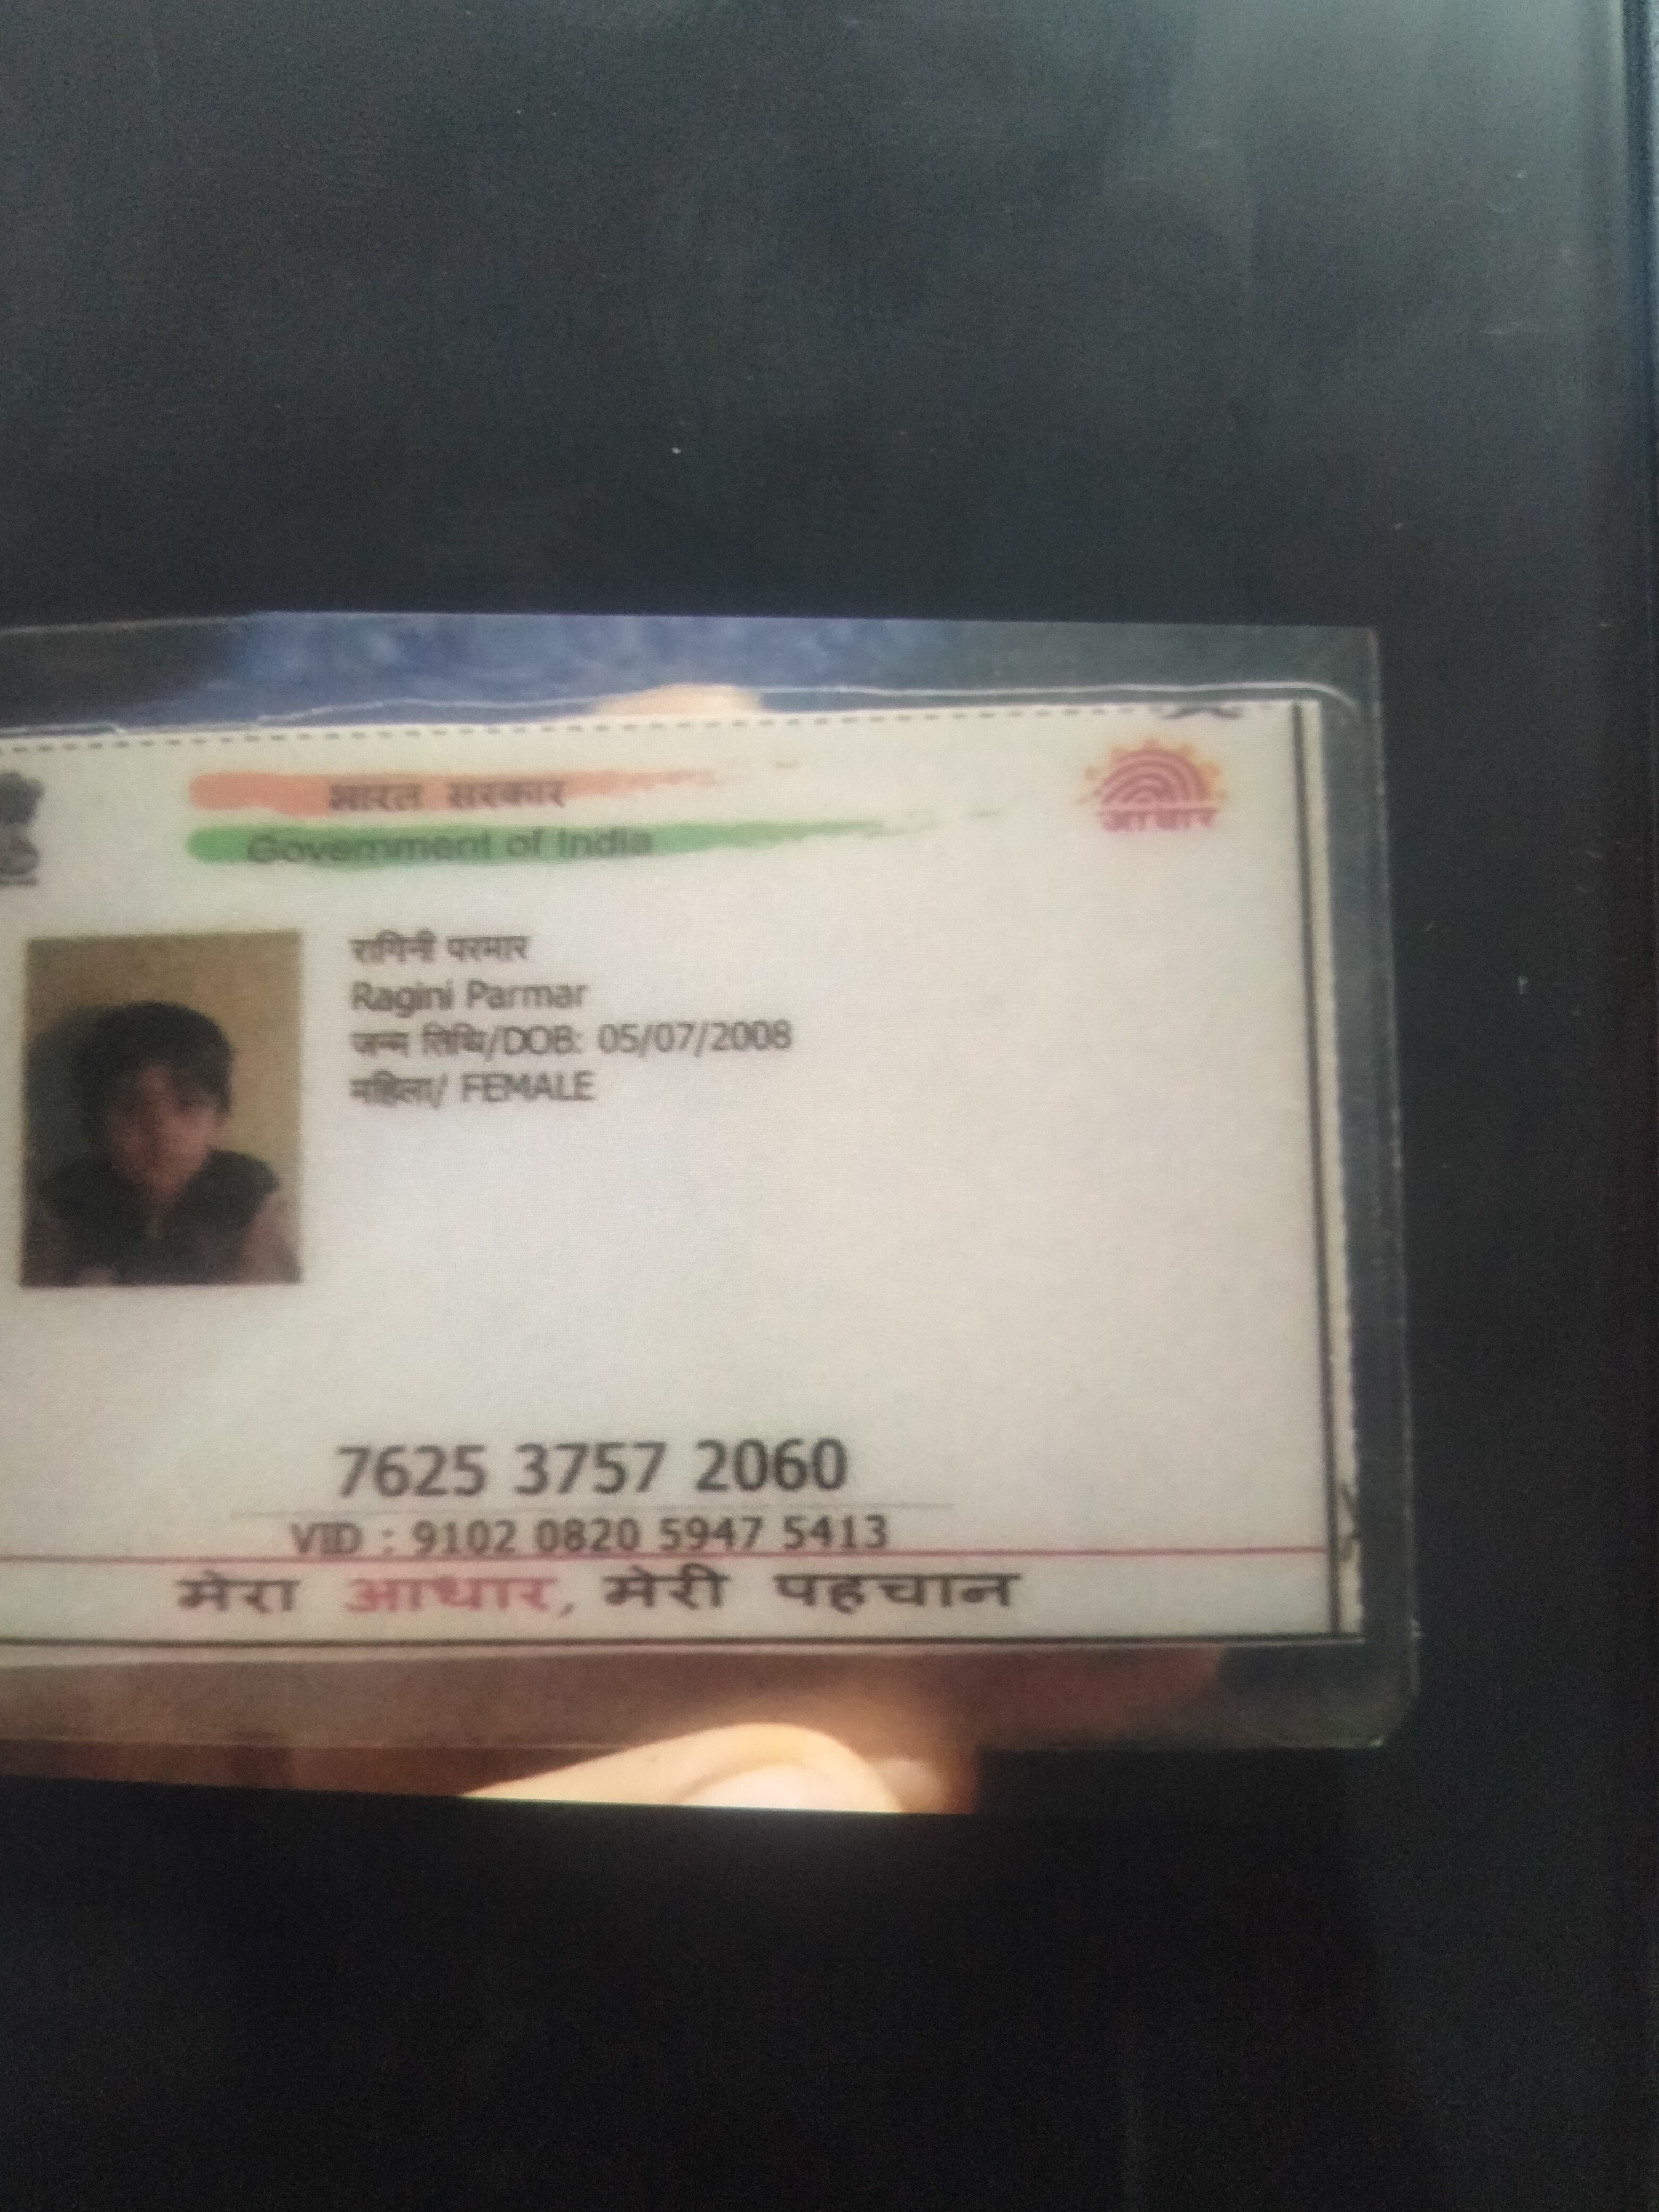 भारत सरकार
Government of India
आधार
रागिनी परमार
Ragini Parmar
जन्म तिथि/DOB: 05/07/2008
महिला/ FEMALE
7625 3757 2060
VID : 9102 0820 5947 5413
मेरा आधार, मेरी पहचान